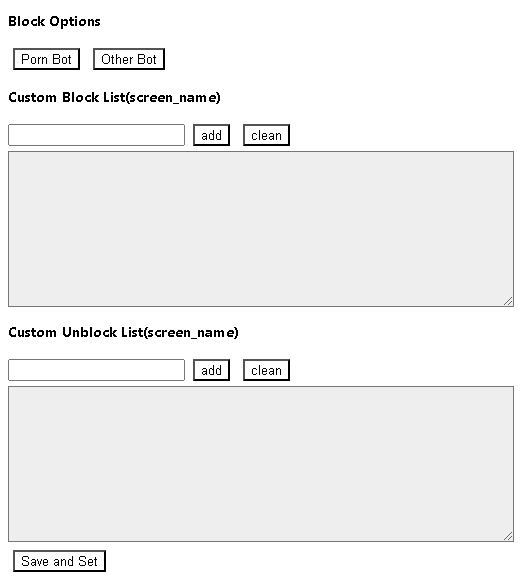 Block Options
Porn Bot Other Bot
Custom Block List(screen_name)
add clean
Custom Unblock List(screen_name)
add clean
Save and Set